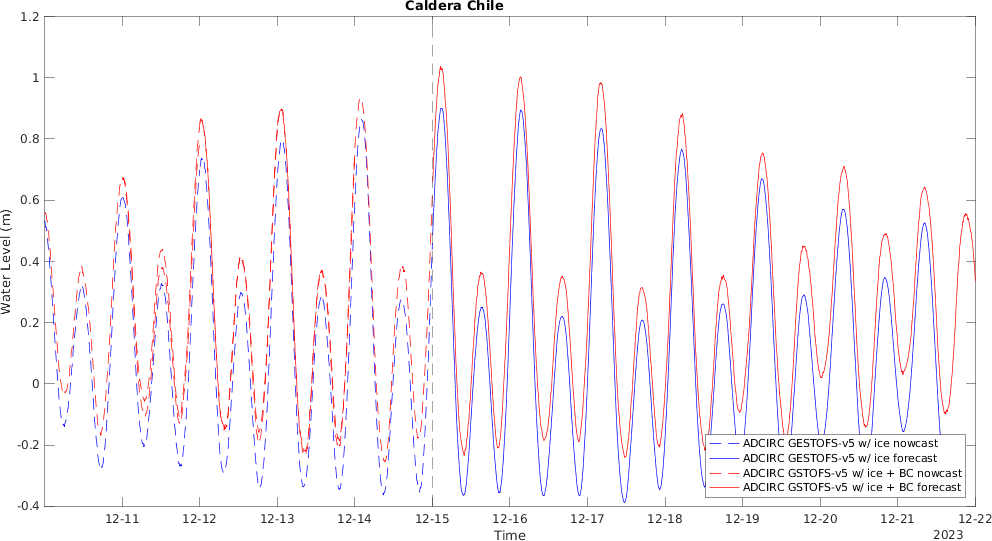 Caldera Chile
1.2
1
0.8
0.6
0.4
0.2
0
-0.2
-0.4
Water Level (m)
ADCIRC GESTOFS-v5 w/ ice nowcast
ADCIRC GESTOFS-v5 w/ ice forecast
ADCIRC GSTOFS-v5 w/ ice + BC nowcast
ADCIRC GSTOFS-v5 w/ ice + BC forecast
12-11 12-12 12-13 12-14 12-15 12-16 12-17 12-18 12-19 12-20 12-21 12-22
Time
2023